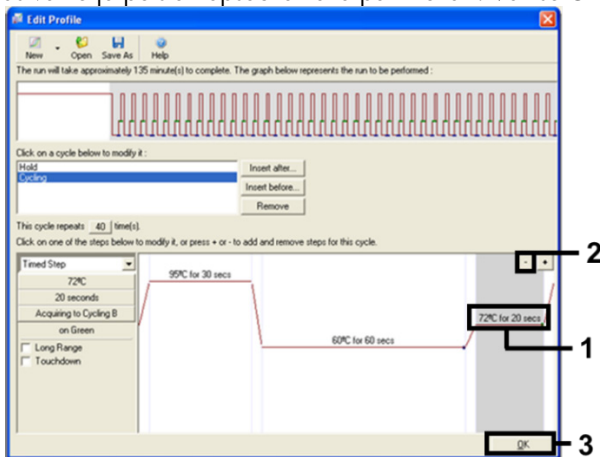 Edit Profile
New Open Save As Help
The run will take approximately 135 minute(s) to complete. The graph below represents the run to be performed :
Click on a cycle below to modify it :
Hold
Cycling
Insert after...
Insert before...
Remove
This cycle repeats 40 time(s).
Click on one of the steps below to modify it, or press + or - to add and remove steps for this cycle.
Timed Step
72ºC
20 seconds
Acquiring to Cycling B
on Green
Long Range
Touchdown
95ºC for 30 secs
60ºC for 60 secs
72ºC for 20 secs
- +
2
1
OK
3